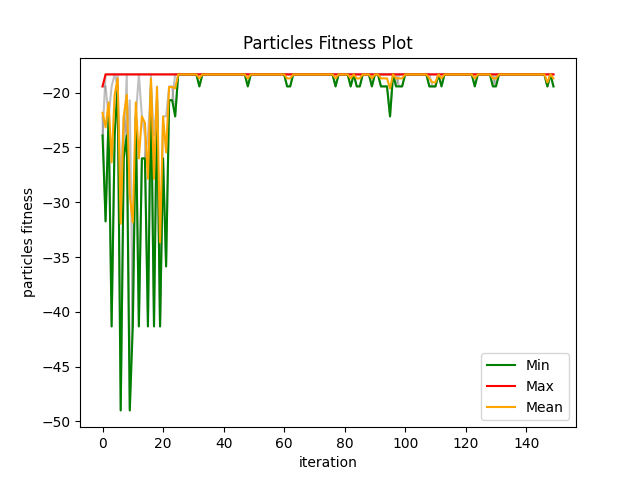 Particles Fitness Plot
particles fitness
−20
−25
−30
−35
−40
−45
−50
0 20 40 60 80 100 120 140
iteration
Min
Max
Mean